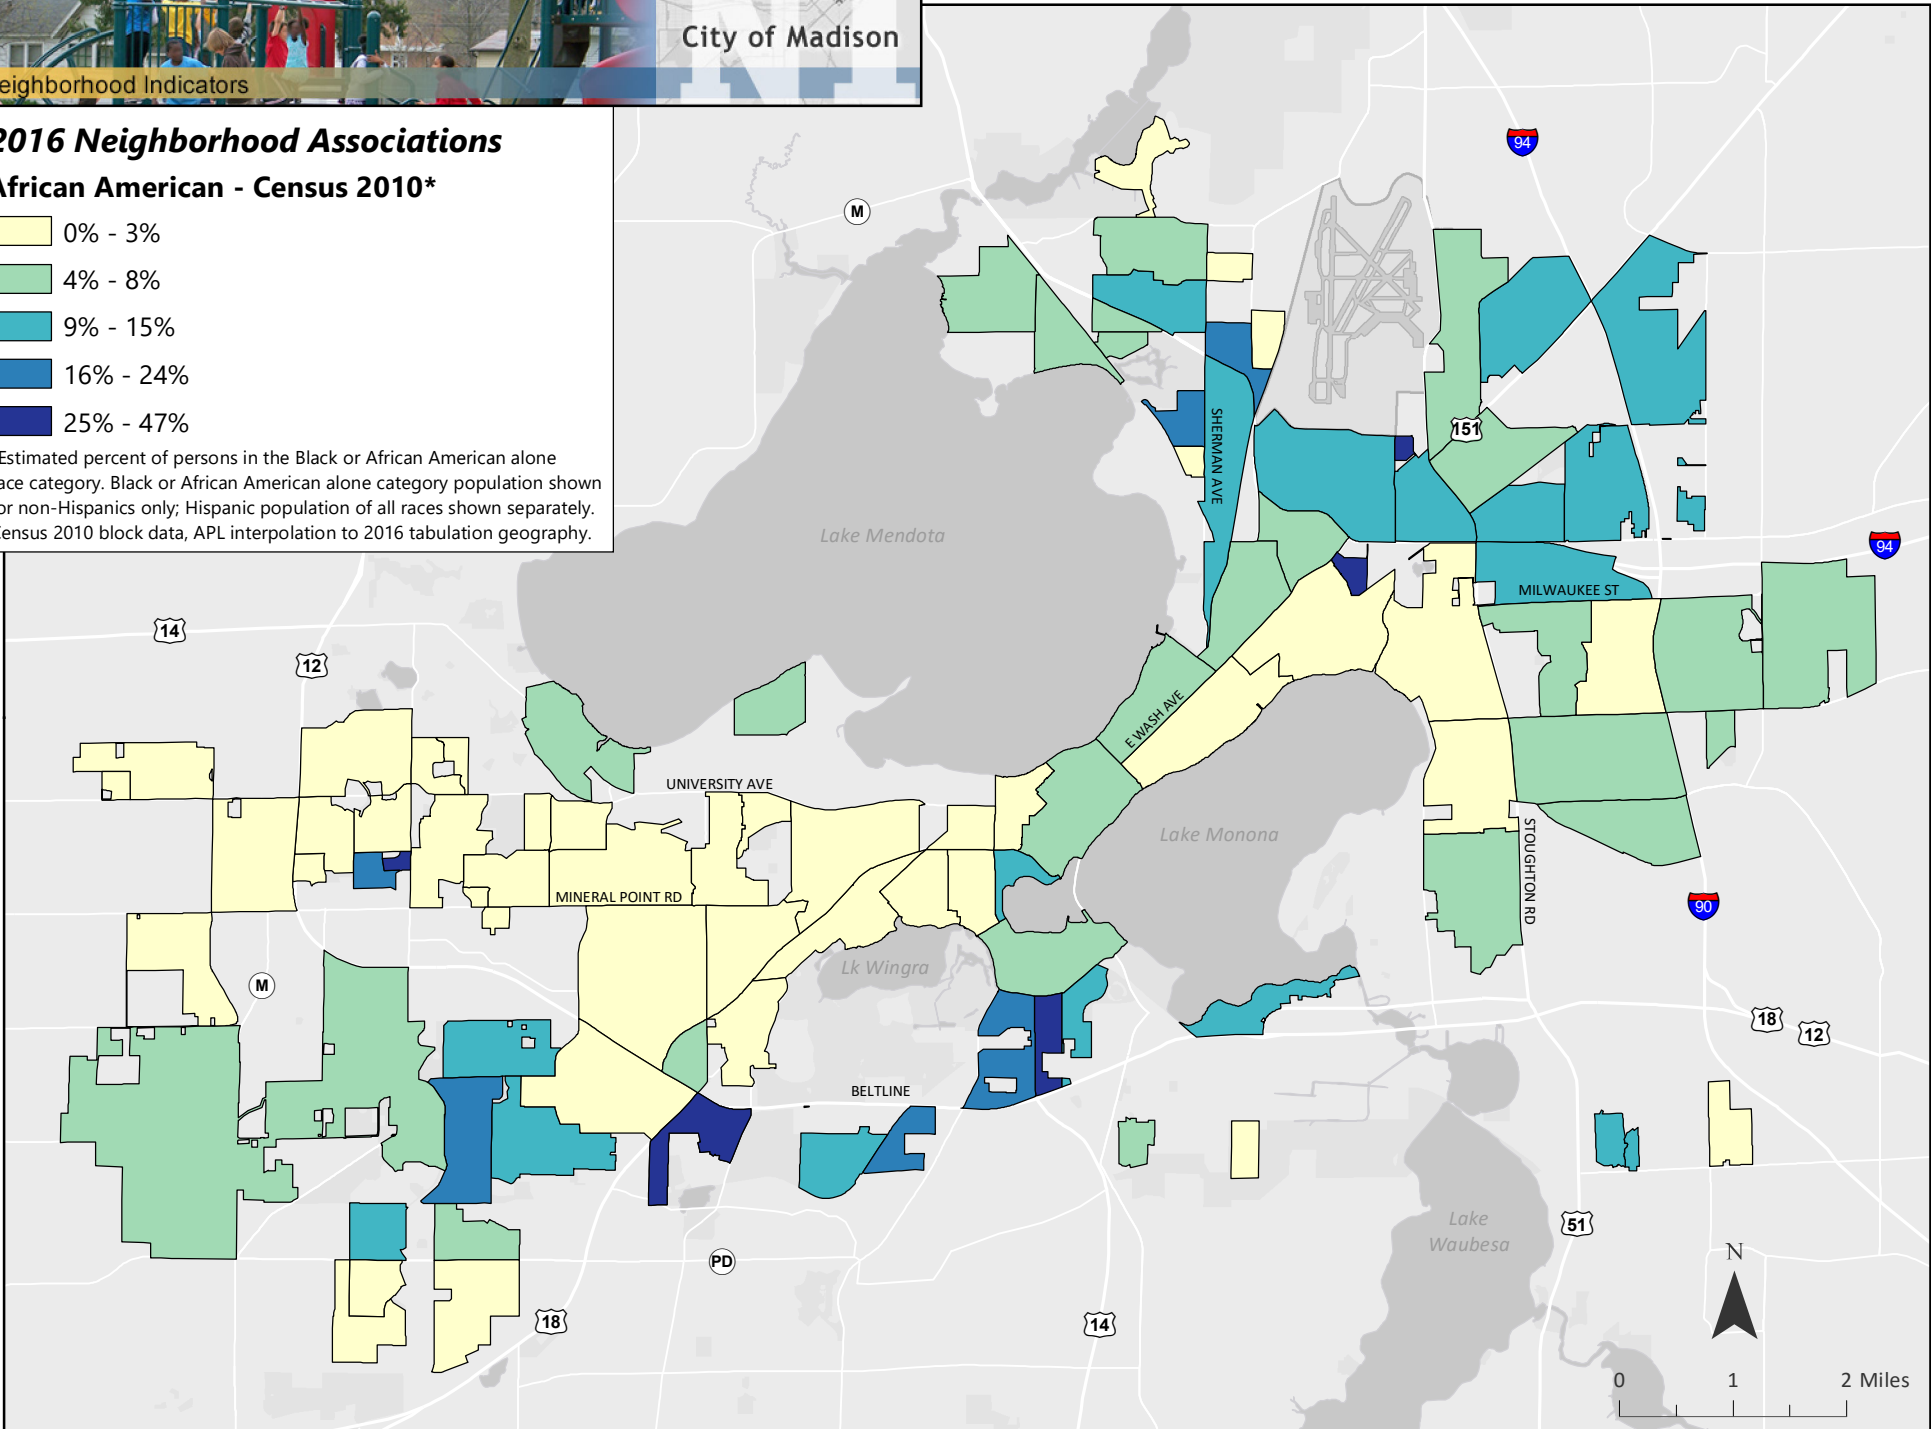 City of Madison
eighborhood Indicators
2016 Neighborhood Associations
African American - Census 2010*
0% - 3%
4% - 8%
9% - 15%
16% - 24%
25% - 47%
Estimated percent of persons in the Black or African American alone
ace category. Black or African American alone category population shown
or non-Hispanics only; Hispanic population of all races shown separately.
Census 2010 block data, APL interpolation to 2016 tabulation geography.
94
M
151
SHERMAN AVE
Lake Mendota
94
MILWAUKEE ST
14
12
E WASH AVE
UNIVERSITY AVE
Lake Monona
STOUGHTON RD
MINERAL POINT RD
90
Lk Wingra
M
18
12
BELTLINE
Lake
Waubesa
51
PD
N
18
14
0 1 2 Miles